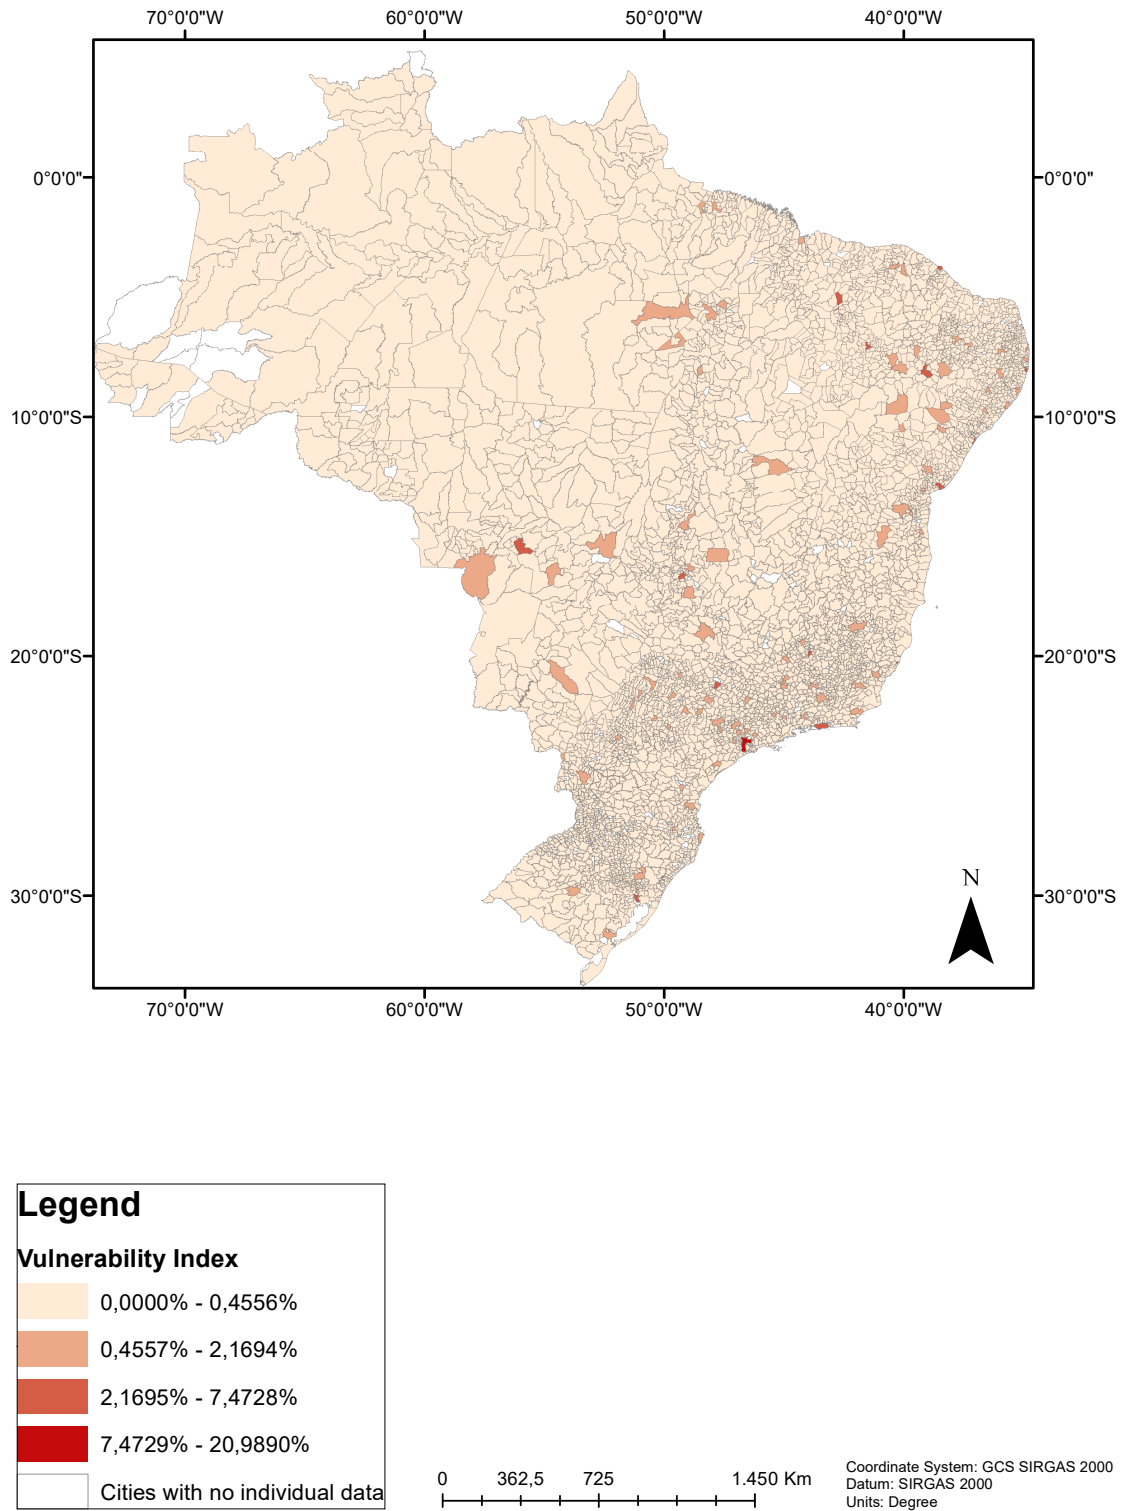 70°0'0"W 60°0'0"W 50°0'0"W 40°0'0"W
0°0'0" 0°0'0"
10°0'0"S 10°0'0"S
20°0'0"S 20°0'0"S
N
30°0'0"S 30°0'0"S
70°0'0"W 60°0'0"W 50°0'0"W 40°0'0"W
Legend
Vulnerability Index
0,0000% - 0,4556%
0,4557% - 2,1694%
2,1695% - 7,4728%
7,4729% - 20,9890%
Cities with no individual data
0 362,5 725 1.450 Km
Coordinate System: GCS SIRGAS 2000
Datum: SIRGAS 2000
Units: Degree